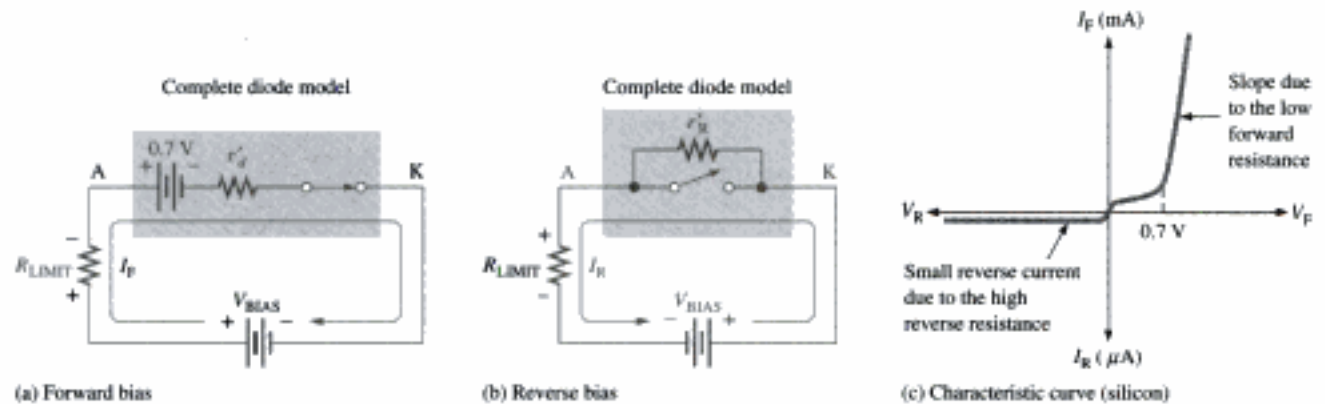 Complete diode model
0.7 V
+
−
r'd
A
K
−
RLIMIT
+
IF
VBIAS
+
−
(a) Forward bias
Complete diode model
r'R
A
K
+
RLIMIT
−
IR
VBIAS
−
+
(b) Reverse bias
IF (mA)
Slope due
to the low
forward
resistance
VR
VF
0.7 V
Small reverse current
due to the high
reverse resistance
IR (μA)
(c) Characteristic curve (silicon)